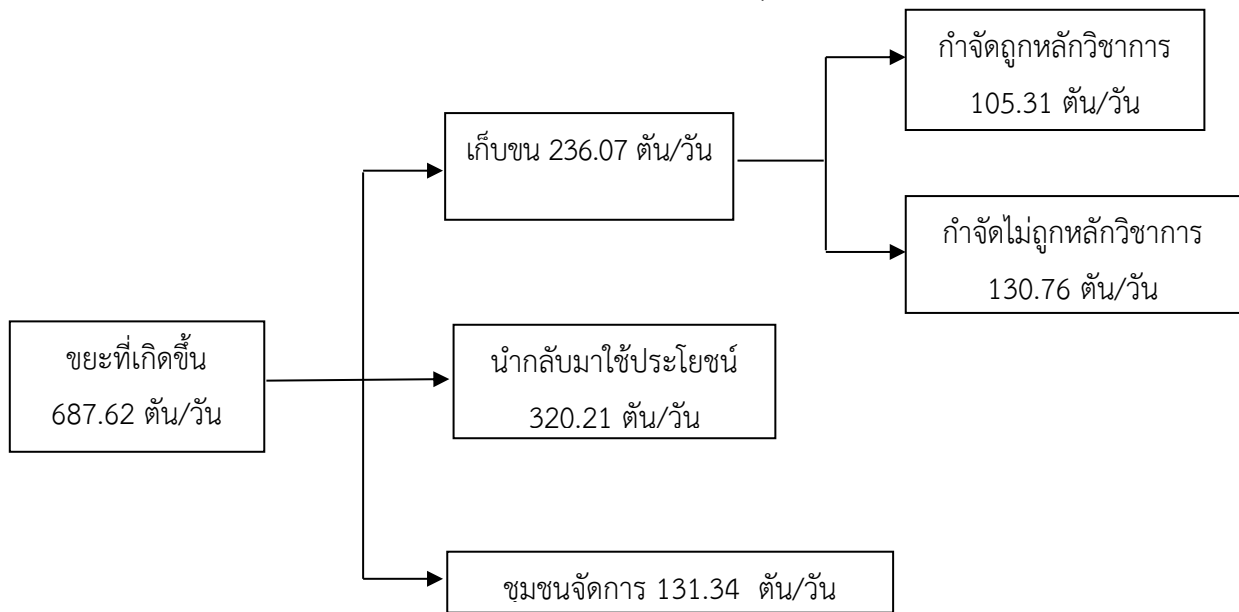 กำจัดถูกหลักวิชาการ
105.31 ตัน/วัน
เก็บขน 236.07 ตัน/วัน
กำจัดไม่ถูกหลักวิชาการ
130.76 ตัน/วัน
ขยะที่เกิดขึ้น
687.62 ตัน/วัน
นำกลับมาใช้ประโยชน์
320.21 ตัน/วัน
ชุมชนจัดการ 131.34 ตัน/วัน